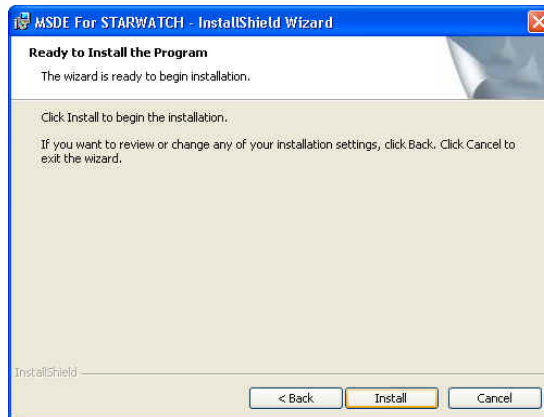 MSDE For STARWATCH - InstallShield Wizard
Ready to Install the Program
The wizard is ready to begin installation.
Click Install to begin the installation.
If you want to review or change any of your installation settings, click Back. Click Cancel to
exit the wizard.
InstallShield
< Back Install Cancel